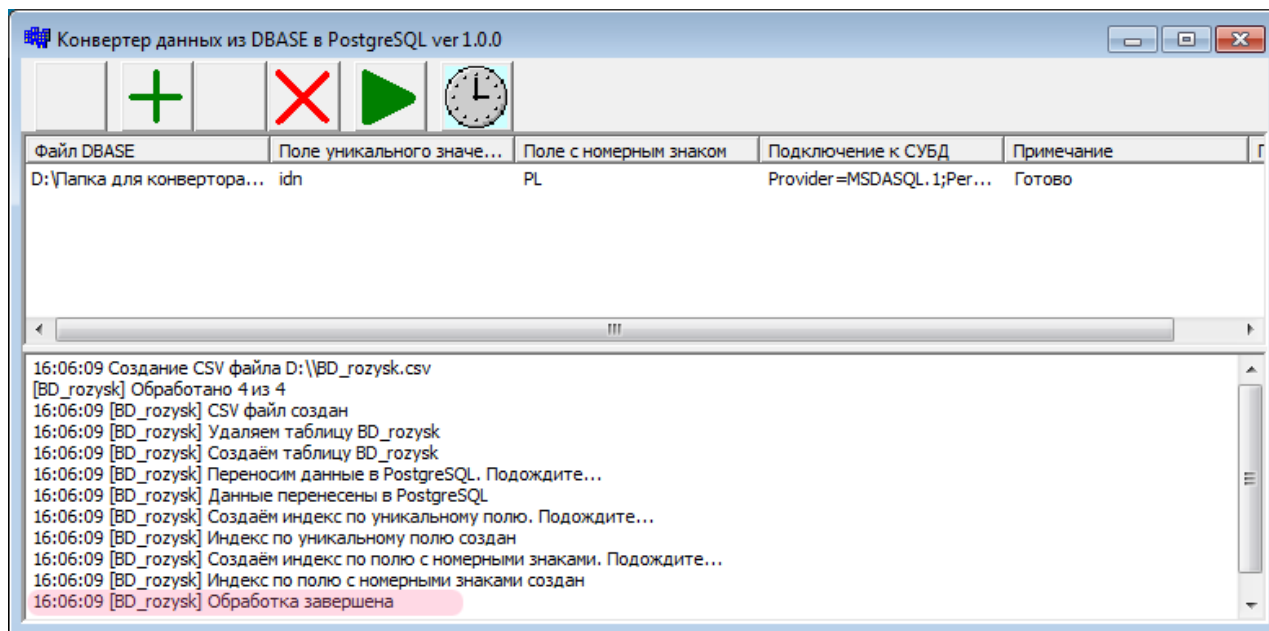 Конвертер данных из DBASE в PostgreSQL ver 1.0.0
Файл DBASE Поле уникального значе... Поле с номерным знаком Подключение к СУБД Примечание
D:\Папка для конвертора... idn PL Provider=MSDASQL.1;Per... Готово
16:06:09 Создание CSV файла D:\\BD_rozysk.csv
[BD_rozysk] Обработано 4 из 4
16:06:09 [BD_rozysk] CSV файл создан
16:06:09 [BD_rozysk] Удаляем таблицу BD_rozysk
16:06:09 [BD_rozysk] Создаём таблицу BD_rozysk
16:06:09 [BD_rozysk] Переносим данные в PostgreSQL. Подождите...
16:06:09 [BD_rozysk] Данные перенесены в PostgreSQL
16:06:09 [BD_rozysk] Создаём индекс по уникальному полю. Подождите...
16:06:09 [BD_rozysk] Индекс по уникальному полю создан
16:06:09 [BD_rozysk] Создаём индекс по полю с номерными знаками. Подождите...
16:06:09 [BD_rozysk] Индекс по полю с номерными знаками создан
16:06:09 [BD_rozysk] Обработка завершена